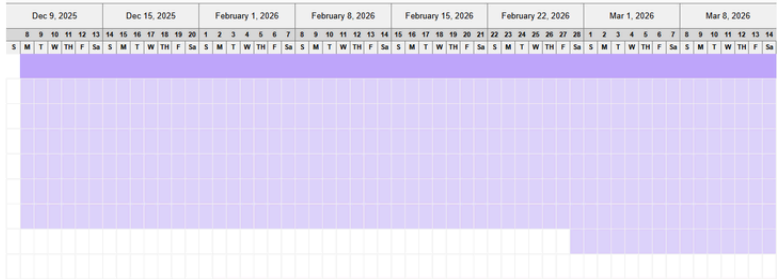 Dec 9, 2025 Dec 15, 2025 February 1, 2026 February 8, 2026 February 15, 2026 February 22, 2026 Mar 1, 2026 Mar 8, 2026
8 9 10 11 12 13 14 15 16 17 18 19 20 1 2 3 4 5 6 7 8 9 10 11 12 13 14 15 16 17 18 19 20 21 22 23 24 25 26 27 28 1 2 3 4 5 6 7 8 9 10 11 12 13 14
S M T W TH F Sa S M T W TH F Sa S M T W TH F Sa S M T W TH F Sa S M T W TH F Sa S M T W TH F Sa S M T W TH F Sa S M T W TH F Sa